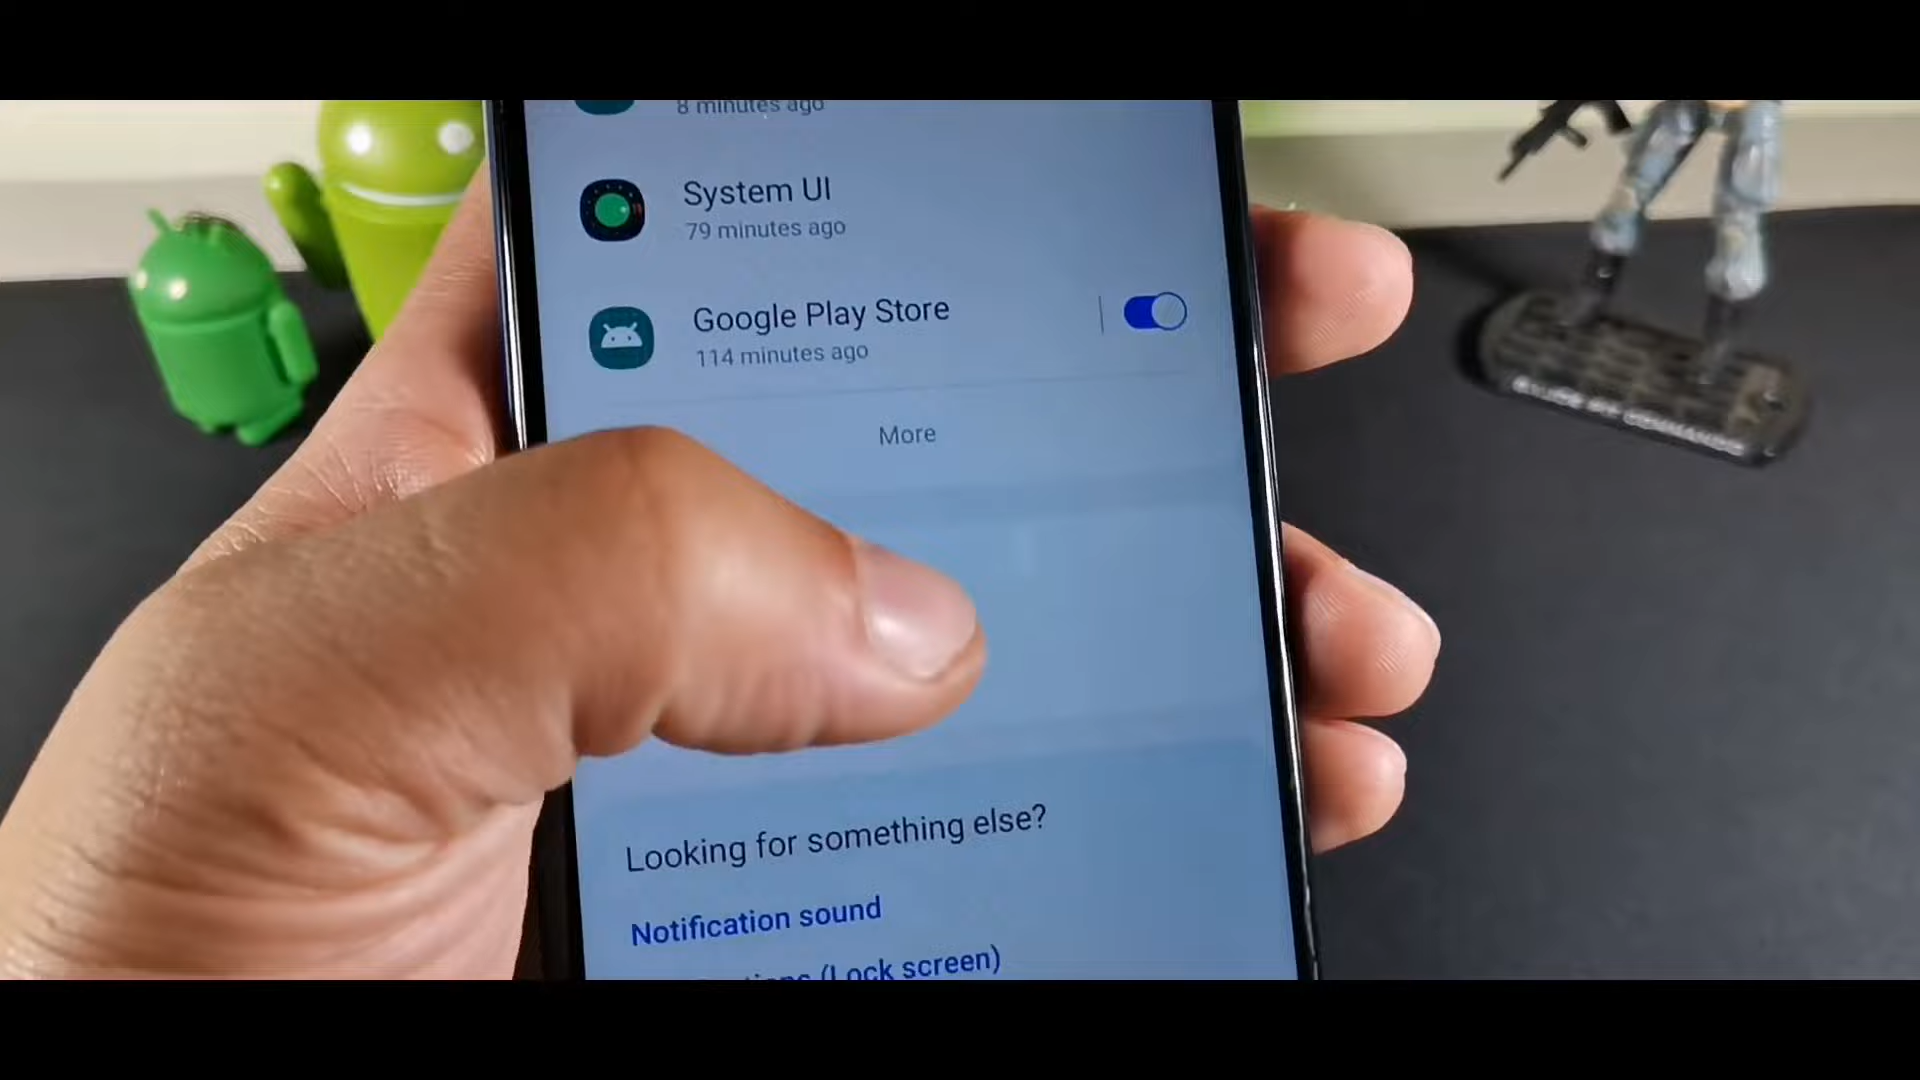 8 minutes ago
System UI
79 minutes ago
Google Play Store
114 minutes ago
More
Looking for something else?
Notification sound
(Lock screen)